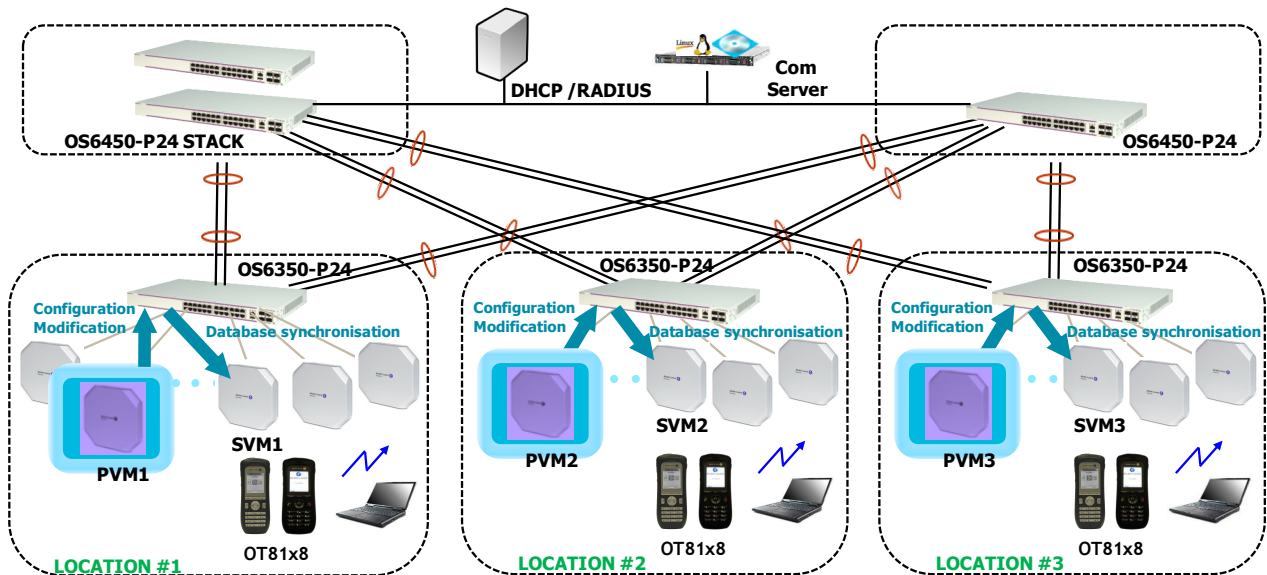 Linux
DHCP /RADIUS
Com
Server
OS6450-P24 STACK
OS6450-P24
OS6350-P24
Configuration
Modification
Database synchronisation
SVM1
PVM1
OT81x8
LOCATION #1
OS6350-P24
Configuration
Modification
Database synchronisation
SVM2
PVM2
OT81x8
LOCATION #2
OS6350-P24
Configuration
Modification
Database synchronisation
SVM3
PVM3
OT81x8
LOCATION #3